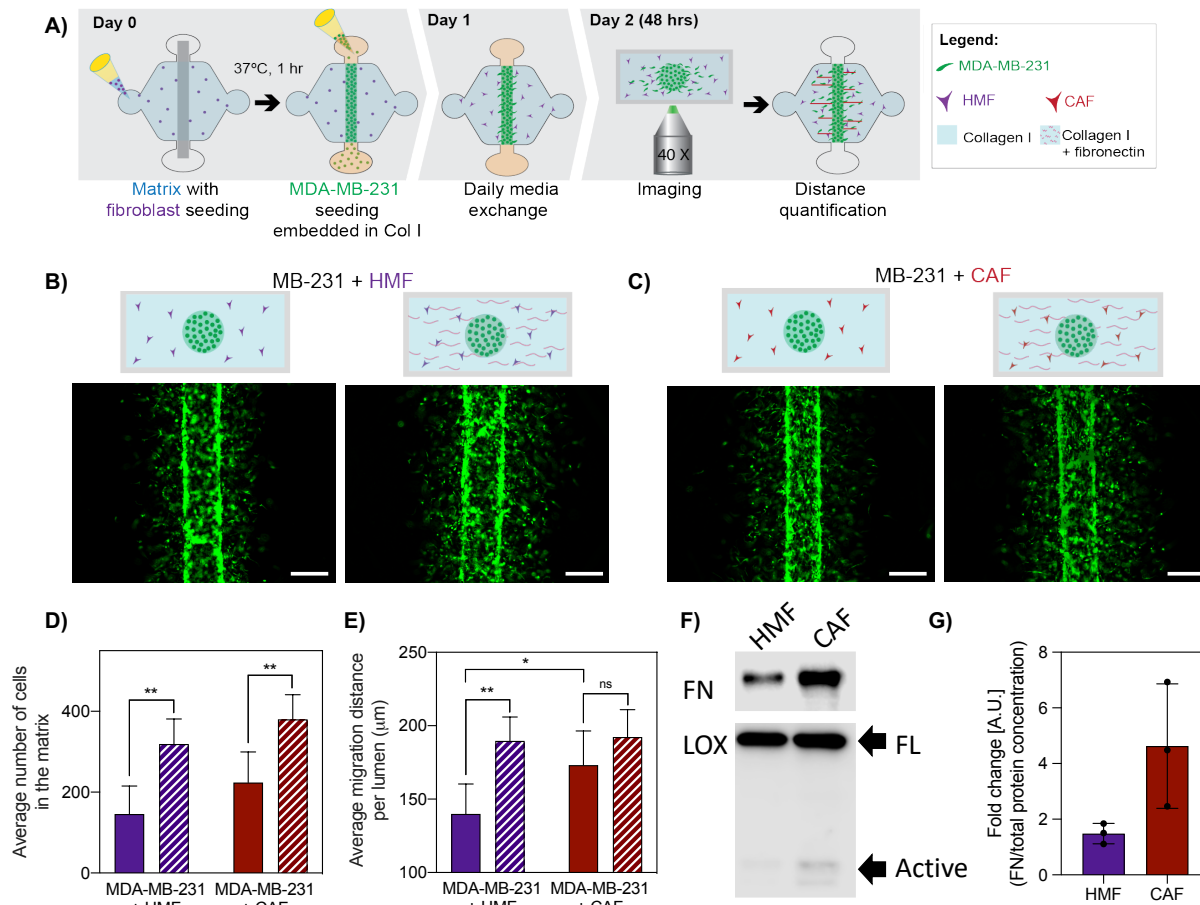 A)
Day 0
Day 1
Day 2 (48 hrs)
37ºC, 1 hr
40 X
Matrix with
fibroblast seeding
MDA-MB-231
seeding
embedded in Col I
Daily media
exchange
Imaging
Distance
quantification
Legend:
MDA-MB-231
HMF
CAF
Collagen I
Collagen I
+ fibronectin
B)
MB-231 + HMF
C)
MB-231 + CAF
D)
Average number of cells
in the matrix
400
200
0
**
**
MDA-MB-231
+ HMF
MDA-MB-231
+ CAF
E)
Average migration distance
per lumen (μm)
250
200
150
100
*
**
ns
MDA-MB-231
+ HMF
MDA-MB-231
+ CAF
F)
HMF
CAF
FN
LOX
FL
Active
G)
Fold change [A.U.]
(FN/total protein concentration)
8
6
4
2
0
HMF
CAF